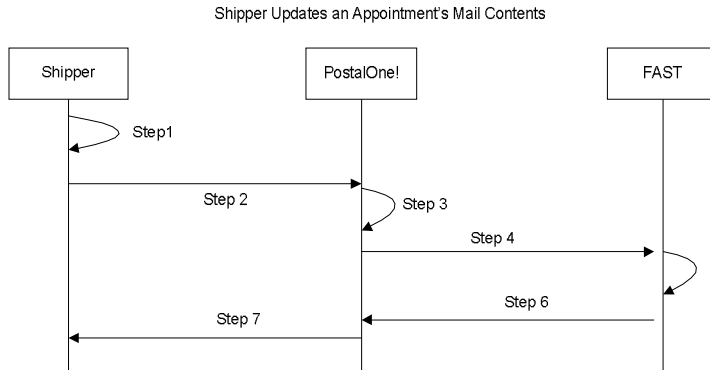 Shipper Updates an Appointment's Mail Contents
Shipper
PostalOne!
FAST
Step1
Step 2
Step 3
Step 4
Step 6
Step 7